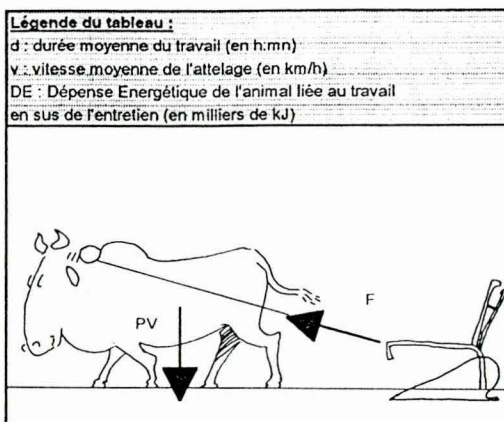 Légende du tableau :
d : durée moyenne du travail (en h:mn)
v : vitesse moyenne de l'attelage (en km/h)
DE : Dépense Energétique de l'animal liée au travail
en sus de l'entretien (en milliers de kJ)
F
PV